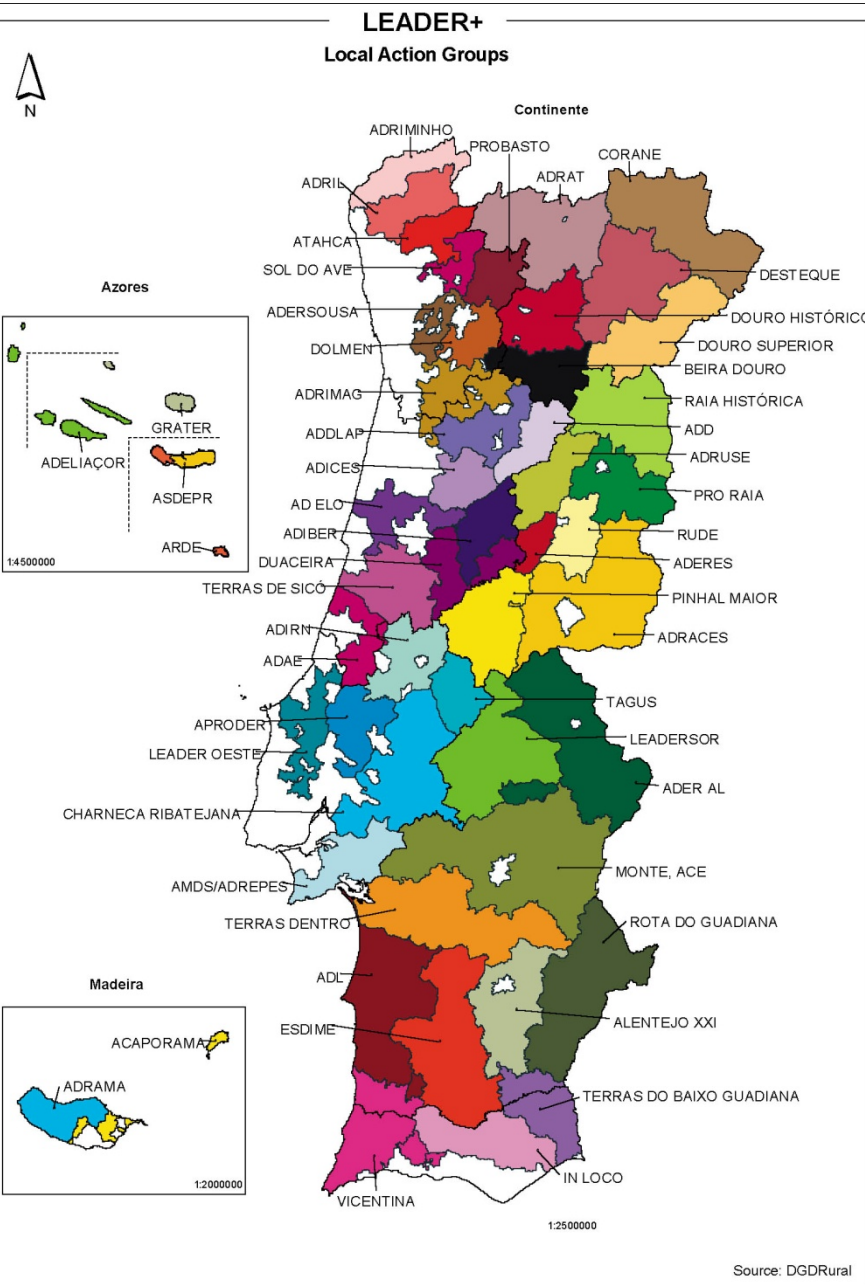 LEADER+
Local Action Groups
N
Continente
ADRIMINHO
PROBASTO
CORANE
ADRAT
ADRIL
ATAHCA
SOL DO AVE
DESTEQUE
Azores
ADERSOUSA
DOURO HISTÓRICO
DOLMEN
DOURO SUPERIOR
BEIRA DOURO
ADRIMAG
RAIA HISTÓRICA
GRATER
ADDLAP
ADD
ADELIAÇOR
ADRUSE
ADICES
ASDEPR
PRO RAIA
AD ELO
ADIBER
RUDE
ARDE
1:4500000
DUACEIRA
ADERES
TERRAS DE SICÓ
PINHAL MAIOR
ADIRN
ADRACES
ADAE
TAGUS
APRODER
LEADERSOR
LEADER OESTE
ADER AL
CHARNECA RIBATEJANA
MONTE, ACE
AMDS/ADREPES
TERRAS DENTRO
ROTA DO GUADIANA
ADL
Madeira
ESDIME
ALENTEJO XXI
ACAPORAMA
ADRAMA
TERRAS DO BAIXO GUADIANA
1:2000000
IN LOCO
VICENTINA
1:2500000
Source: DGDRural